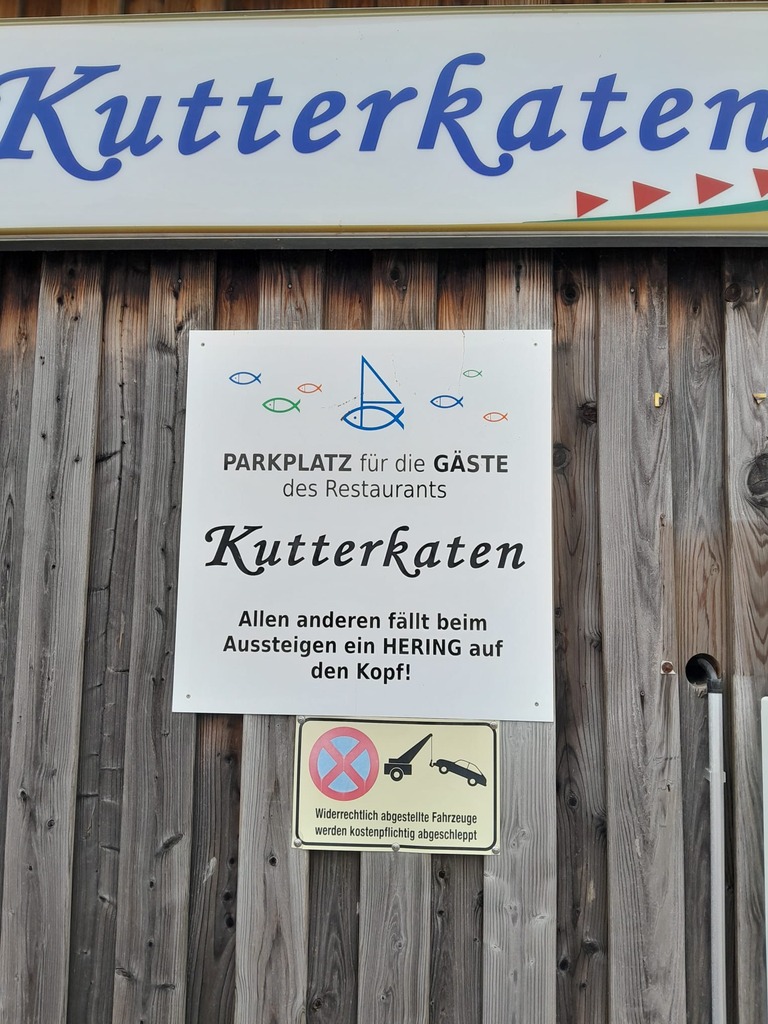 Kutterkaten
PARKPLATZ für die GÄSTE
des Restaurants
Kutterkaten
Allen anderen fällt beim
Aussteigen ein HERING auf
den Kopf!
Widerrechtlich abgestellte Fahrzeuge
werden kostenpflichtig abgeschleppt